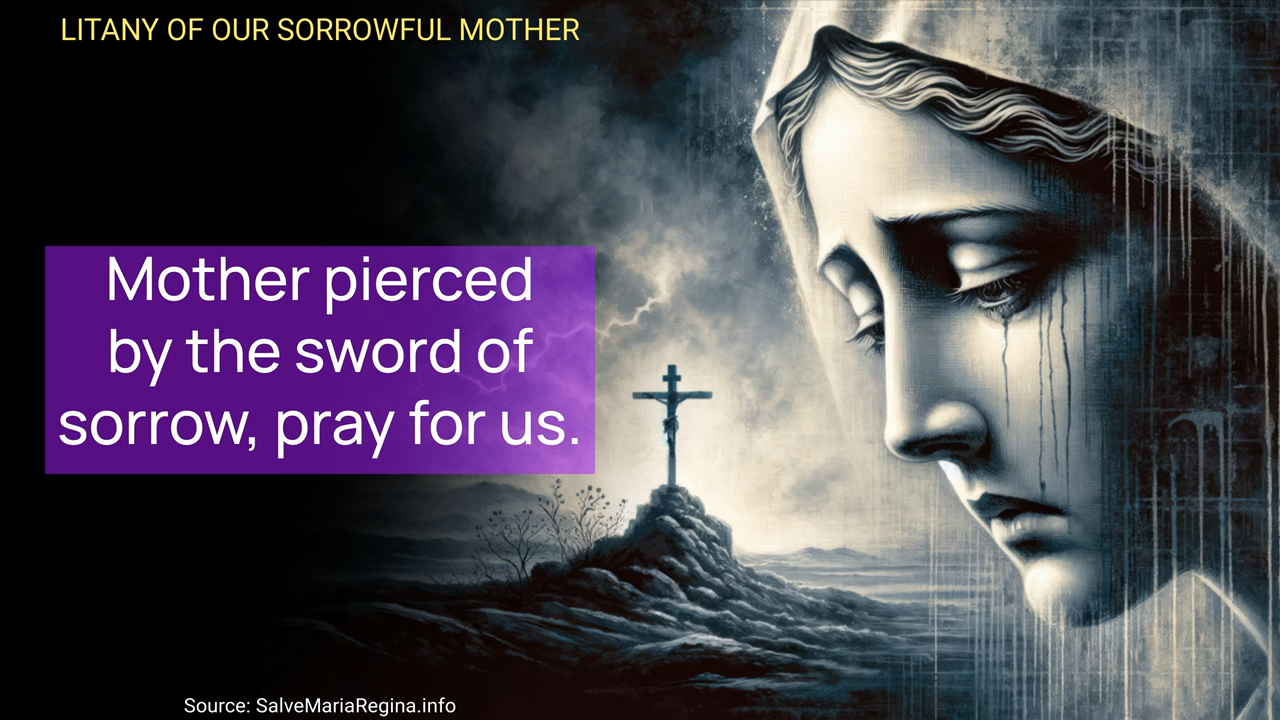 LITANY OF OUR SORROWFUL MOTHER
Mother pierced
by the sword of
sorrow, pray for us.
Source: SalveMariaRegina.info